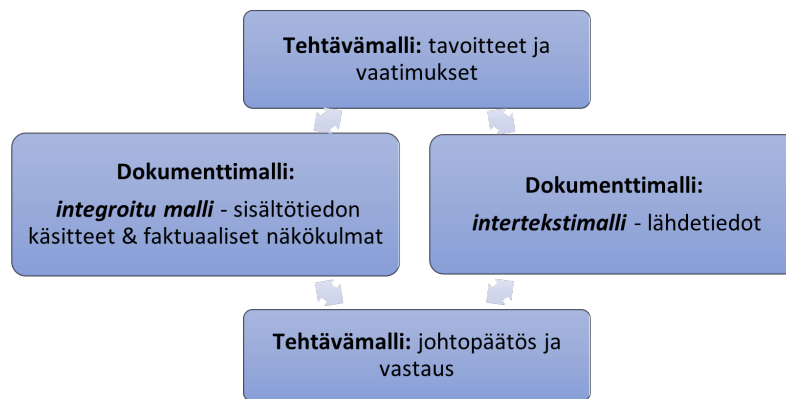 Tehtävämalli: tavoitteet ja
vaatimukset
Dokumenttimalli:
integroitu malli - sisältötiedon
käsitteet & faktuaaliset näkökulmat
Dokumenttimalli:
intertekstimalli - lähdetiedot
Tehtävämalli: johtopäätös ja
vastaus